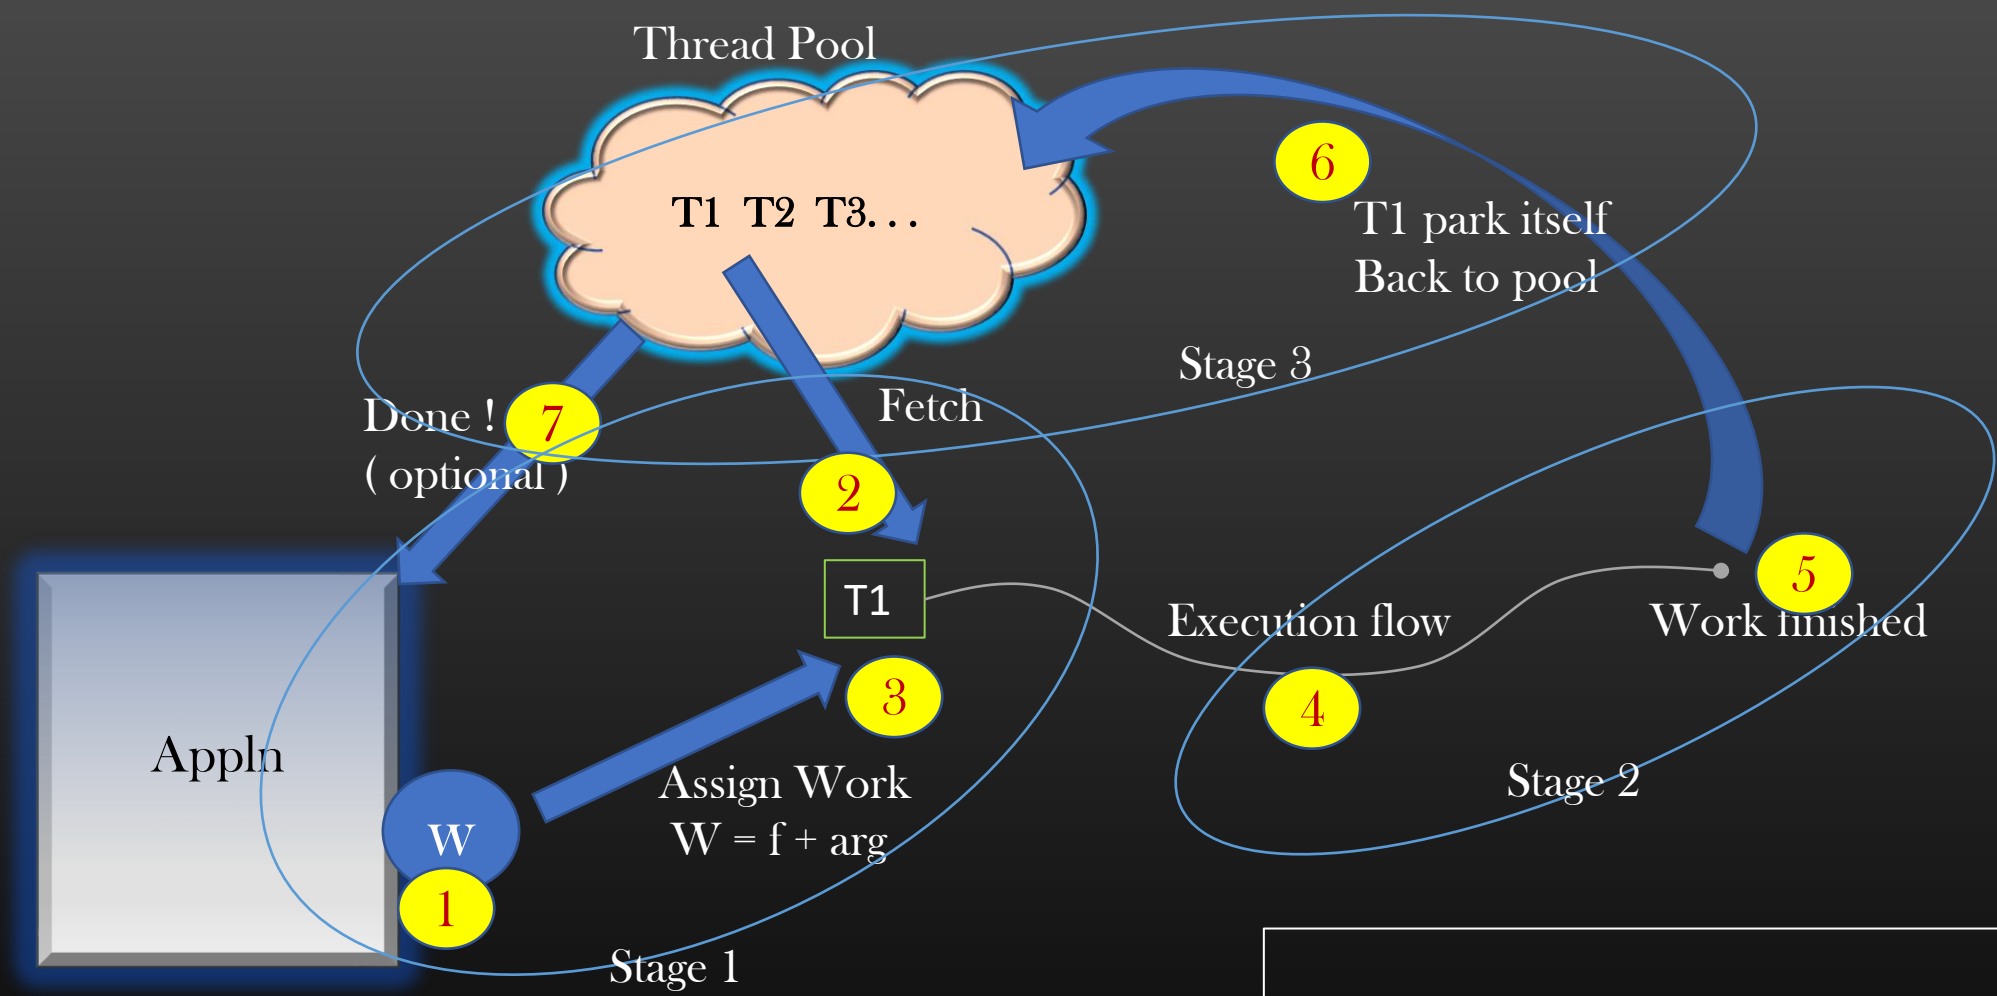 Thread Pool
6
T1 T2 T3. . .
T1 park itself
Back to pool
Stage 3
Fetch
Done !
7
( optional )
2
T1
5
Execution flow
Work finished
3
4
Appln
Assign Work
Stage 2
W
W = f + arg
1
Stage 1